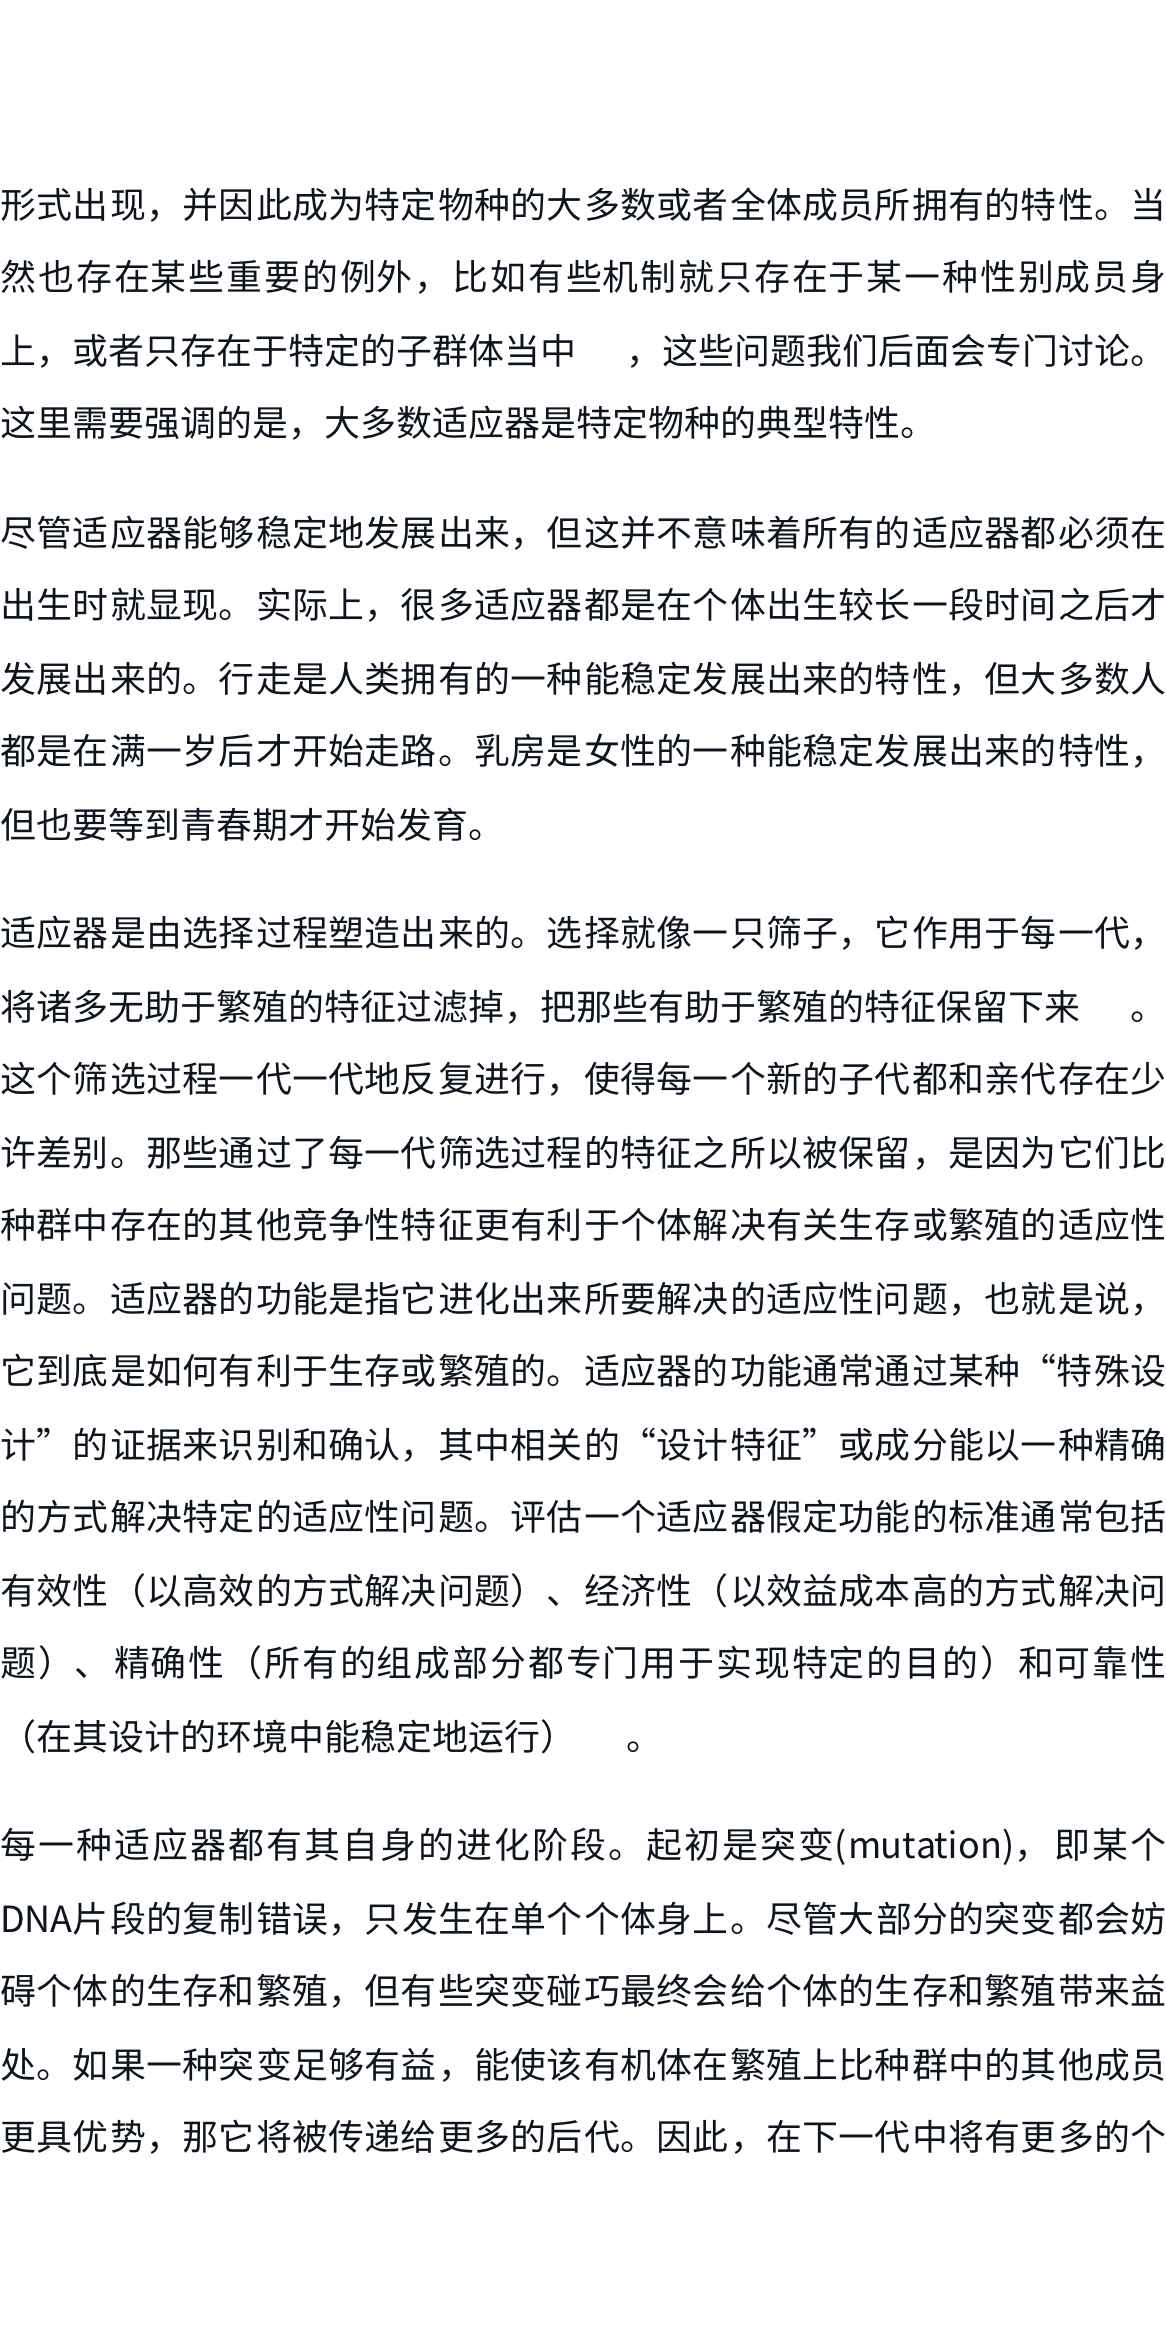 形式出现，并因此成为特定物种的大多数或者全体成员所拥有的特性。当
然也存在某些重要的例外，比如有些机制就只存在于某一种性别成员身
上，或者只存在于特定的子群体当中　，这些问题我们后面会专门讨论。
这里需要强调的是，大多数适应器是特定物种的典型特性。
尽管适应器能够稳定地发展出来，但这并不意味着所有的适应器都必须在
出生时就显现。实际上，很多适应器都是在个体出生较长一段时间之后才
发展出来的。行走是人类拥有的一种能稳定发展出来的特性，但大多数人
都是在满一岁后才开始走路。乳房是女性的一种能稳定发展出来的特性，
但也要等到青春期才开始发育。
适应器是由选择过程塑造出来的。选择就像一只筛子，它作用于每一代，
将诸多无助于繁殖的特征过滤掉，把那些有助于繁殖的特征保留下来　。
这个筛选过程一代一代地反复进行，使得每一个新的子代都和亲代存在少
许差别。那些通过了每一代筛选过程的特征之所以被保留，是因为它们比
种群中存在的其他竞争性特征更有利于个体解决有关生存或繁殖的适应性
问题。适应器的功能是指它进化出来所要解决的适应性问题，也就是说，
它到底是如何有利于生存或繁殖的。适应器的功能通常通过某种“特殊设
计”的证据来识别和确认，其中相关的“设计特征”或成分能以一种精确
的方式解决特定的适应性问题。评估一个适应器假定功能的标准通常包括
有效性（以高效的方式解决问题）、经济性（以效益成本高的方式解决问
题）、精确性（所有的组成部分都专门用于实现特定的目的）和可靠性
（在其设计的环境中能稳定地运行）　。
每一种适应器都有其自身的进化阶段。起初是突变(mutation)，即某个
DNA片段的复制错误，只发生在单个个体身上。尽管大部分的突变都会妨
碍个体的生存和繁殖，但有些突变碰巧最终会给个体的生存和繁殖带来益
处。如果一种突变足够有益，能使该有机体在繁殖上比种群中的其他成员
更具优势，那它将被传递给更多的后代。因此，在下一代中将有更多的个